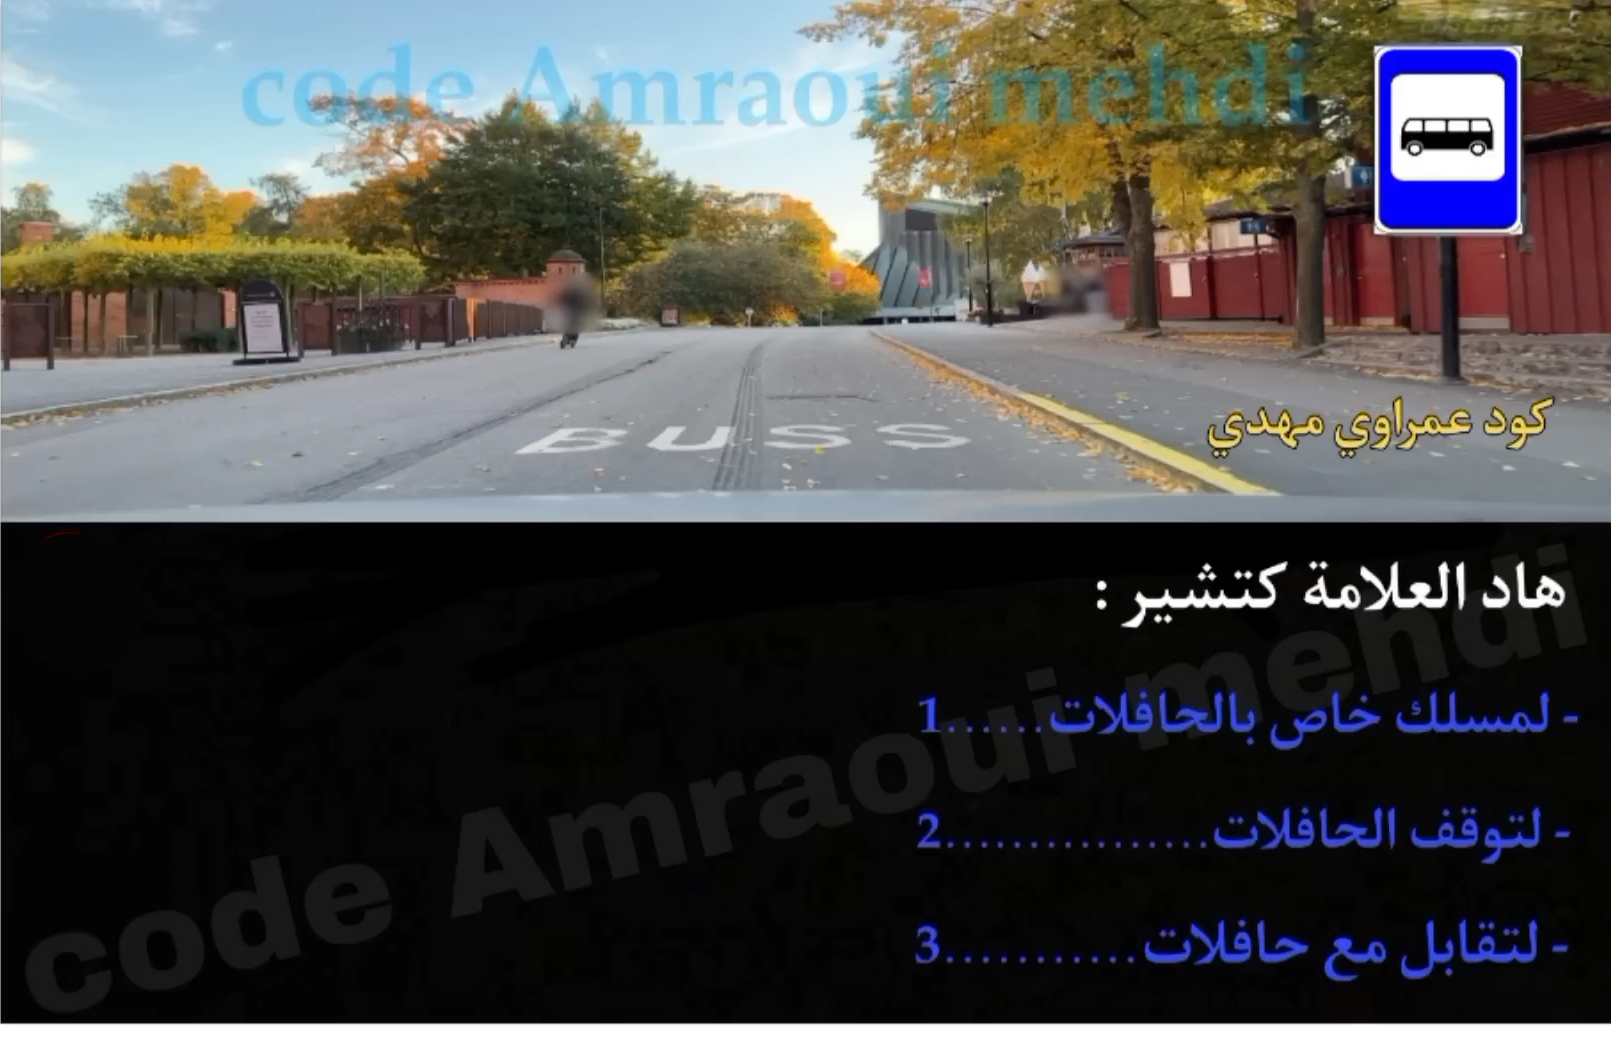 code Amraoui mehdi
كود عمراوي مهدي
BUSS
هاد العلامة كتشير :
- لمسلك خاص بالحافلات......1
- لتوقف الحافلات................2
- لتقابل مع حافلات............3
code Amraoui mehdi